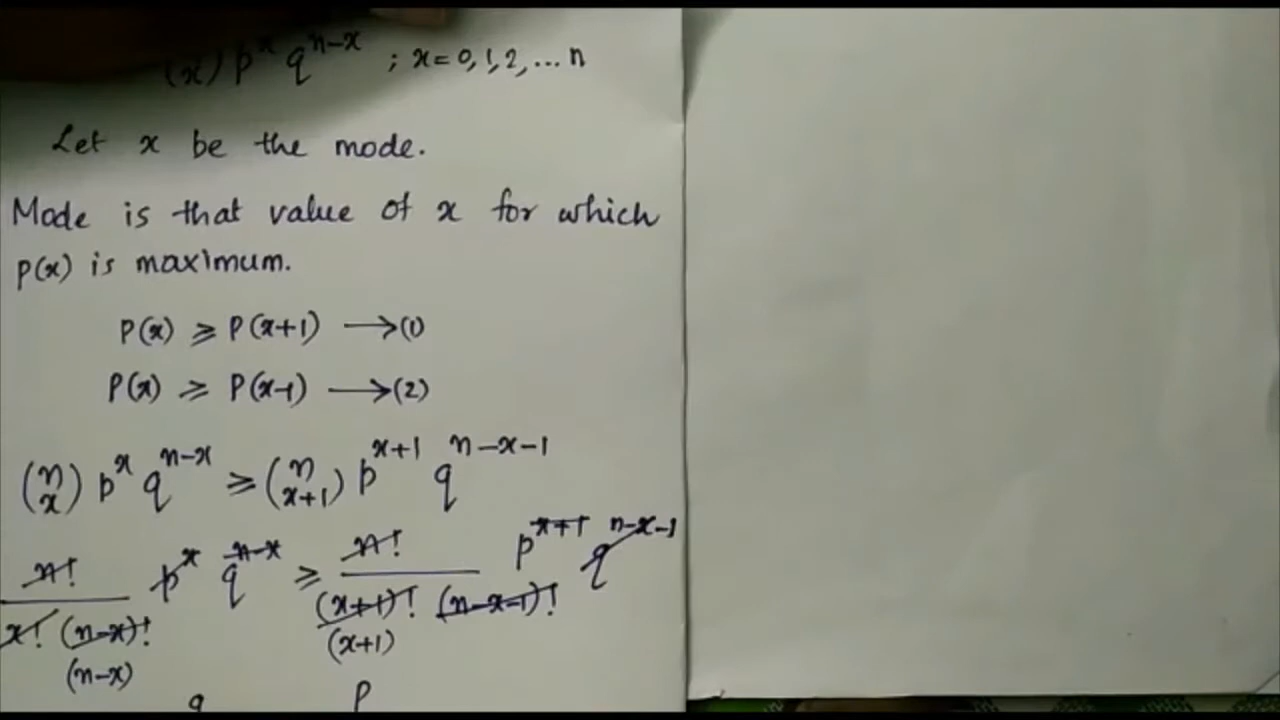 (x) p^x q^{n-x} ; x = 0, 1, 2, ... n
Let x be the mode.
Mode is that value of x for which
p(x) is maximum.
P(x) ⩾ P(x+1) ⟶(1)
P(x) ⩾ P(x-1) ⟶(2)
(n x) p^x q^{n-x} ⩾ (n x+1) p^{x+1} q^{n-x-1}
n! / x! (n-x)! p^x q^{n-x} ⩾ n! / (x+1)! (n-x-1)! p^{x+1} q^{n-x-1}
(n-x) (x+1)
q p